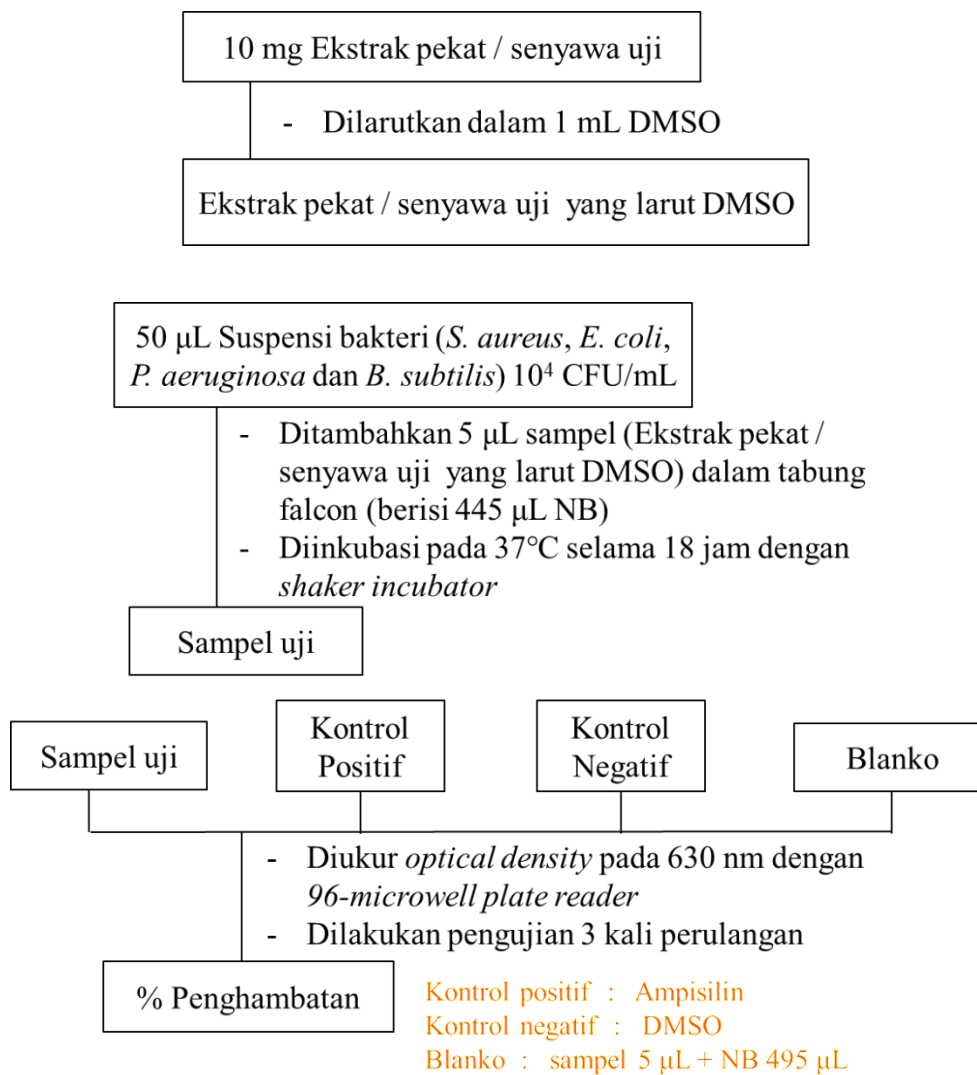 10 mg Ekstrak pekat / senyawa uji
- Dilarutkan dalam 1 mL DMSO
Ekstrak pekat / senyawa uji yang larut DMSO
50 μL Suspensi bakteri (S. aureus, E. coli,
P. aeruginosa dan B. subtilis) 10⁴ CFU/mL
- Ditambahkan 5 μL sampel (Ekstrak pekat /
senyawa uji yang larut DMSO) dalam tabung
falcon (berisi 445 μL NB)
- Diinkubasi pada 37°C selama 18 jam dengan
shaker incubator
Sampel uji
Sampel uji
Kontrol
Positif
Kontrol
Negatif
Blanko
- Diukur optical density pada 630 nm dengan
96-microwell plate reader
- Dilakukan pengujian 3 kali perulangan
% Penghambatan
Kontrol positif : Ampisilin
Kontrol negatif : DMSO
Blanko : sampel 5 μL + NB 495 μL